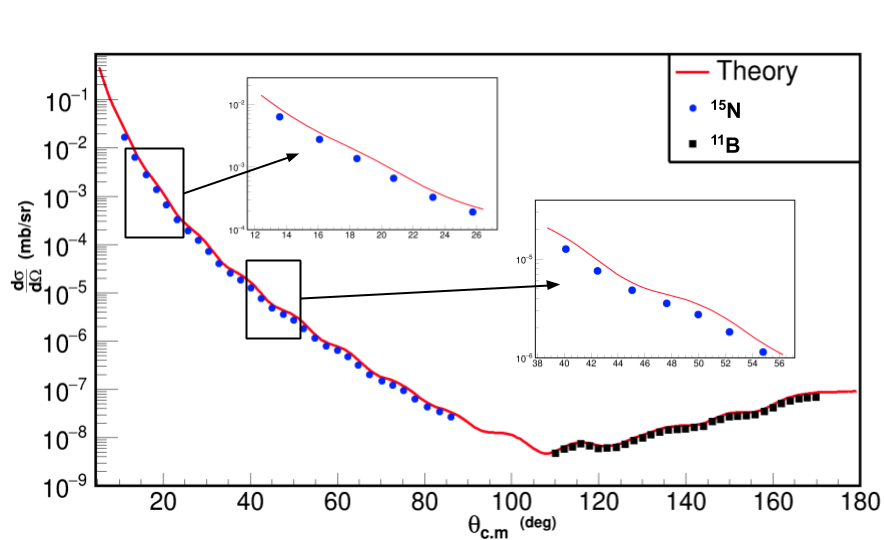 Theory
¹⁵N
¹¹B
10⁻¹
10⁻²
10⁻³
10⁻⁴
10⁻⁵
10⁻⁶
10⁻⁷
10⁻⁸
10⁻⁹
dσ/dΩ (mb/sr)
10⁻²
10⁻³
10⁻⁴
12 14 16 18 20 22 24 26
10⁻⁵
10⁻⁶
38 40 42 44 46 48 50 52 54 56
20 40 60 80 100 120 140 160 180
θc.m (deg)